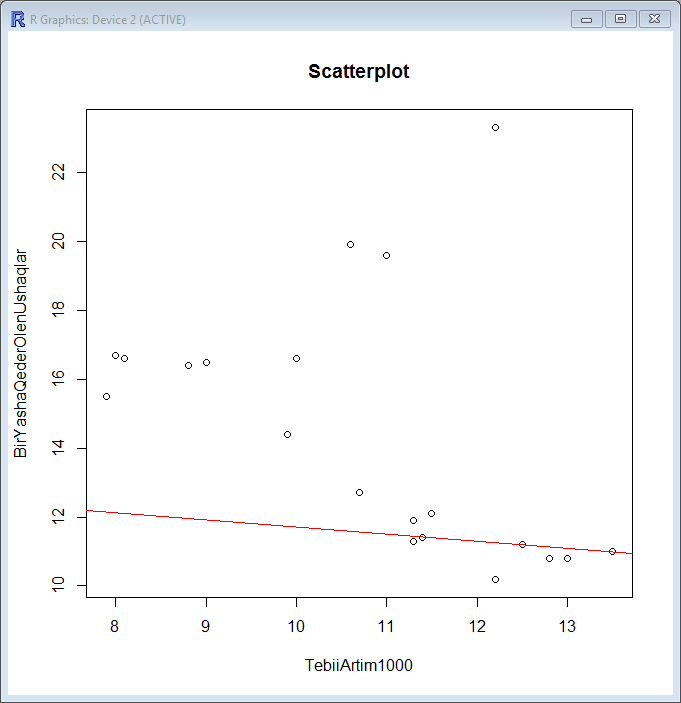 R Graphics: Device 2 (ACTIVE)
Scatterplot
BirYashaQederOlenUshaqlar
22
20
18
16
14
12
10
8 9 10 11 12 13
TebiiArtim1000